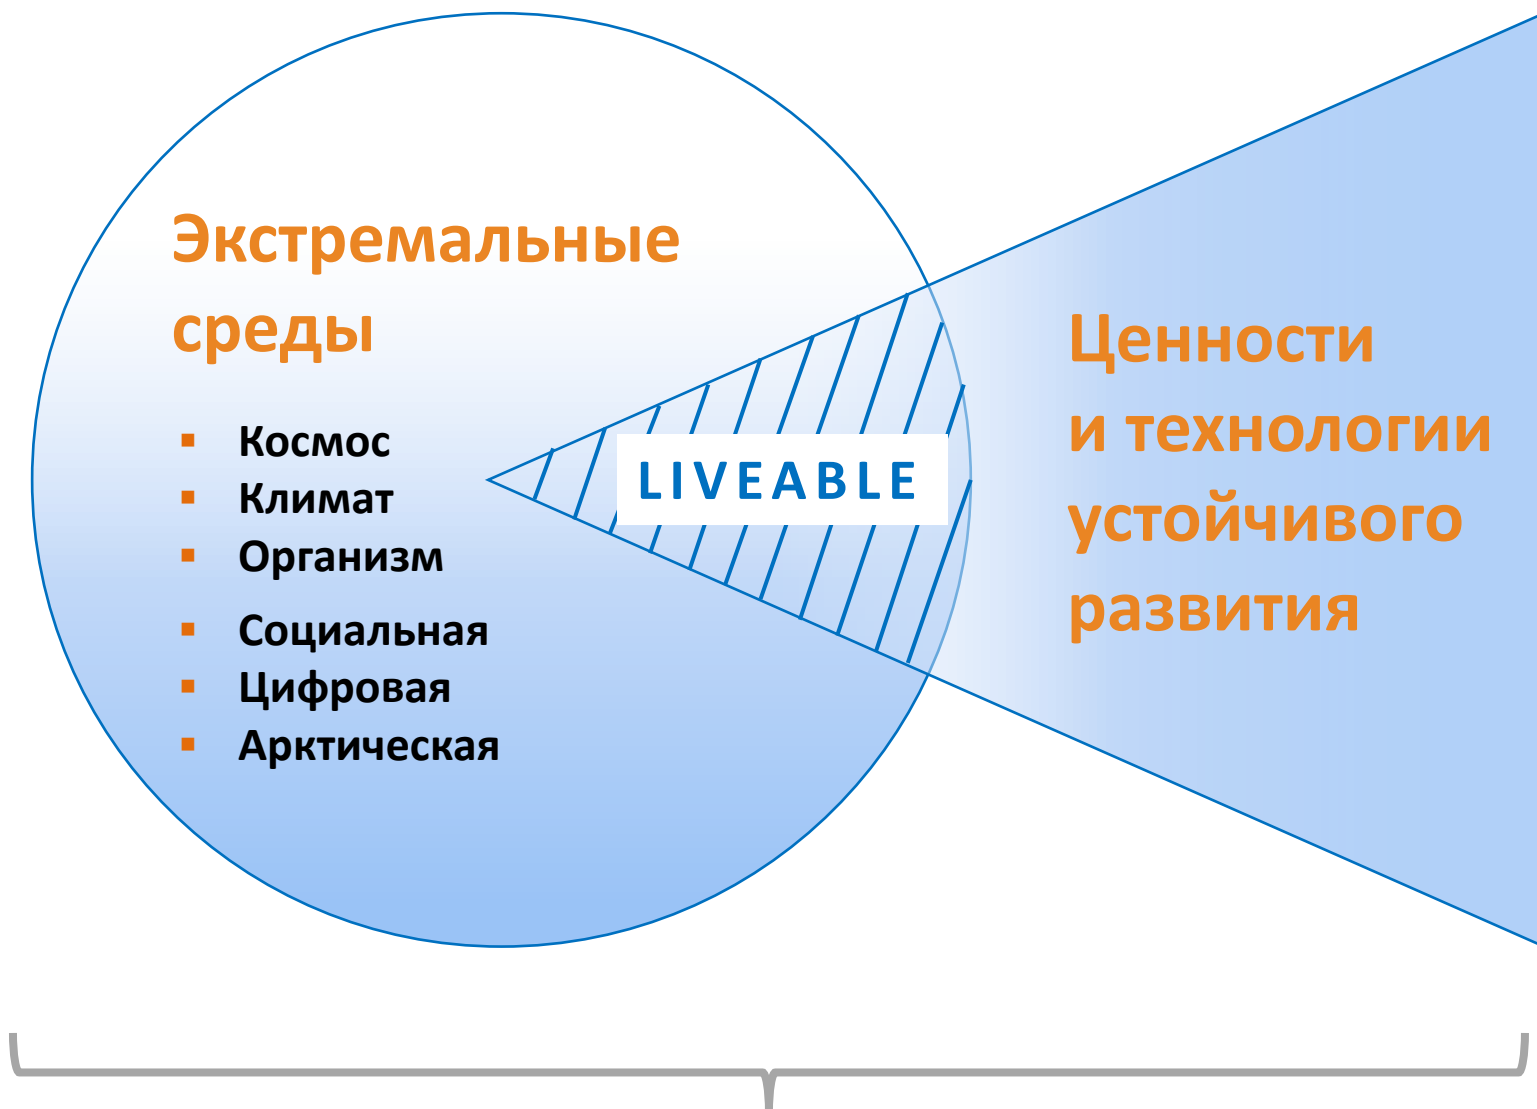 Экстремальные
среды
▪ Космос
▪ Климат
▪ Организм
▪ Социальная
▪ Цифровая
▪ Арктическая
LIVEABLE
Ценности
и технологии
устойчивого
развития